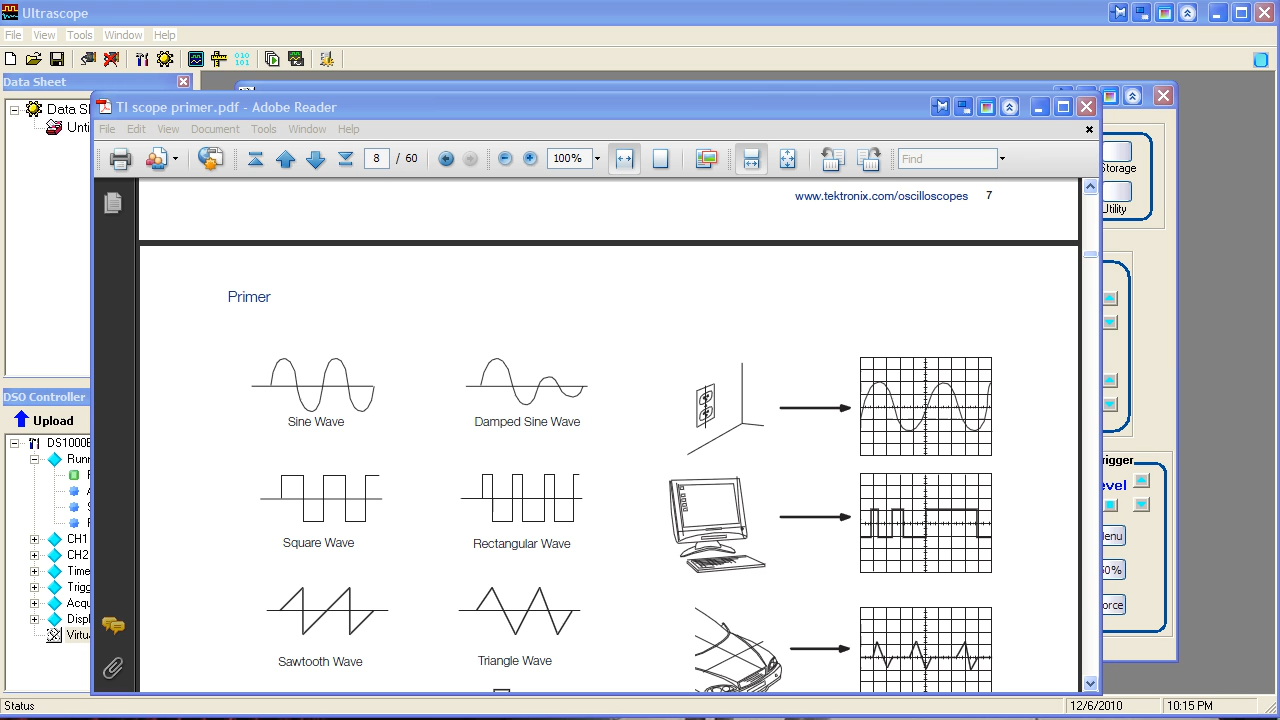 Ultrascope
File View Tools Window Help
Data Sheet
Data Sh
Unti
TI scope primer.pdf - Adobe Reader
File Edit View Document Tools Window Help
8 / 60 100% Find
www.tektronix.com/oscilloscopes 7
Primer
Sine Wave
Damped Sine Wave
Square Wave
Rectangular Wave
Sawtooth Wave
Triangle Wave
DSO Controller
Upload
DS1000E
Runn
CH1
CH2
Time
Trigg
Acqu
Displ
Virtua
Storage
Utility
rigger
evel
enu
50%
orce
Status
12/6/2010
10:15 PM